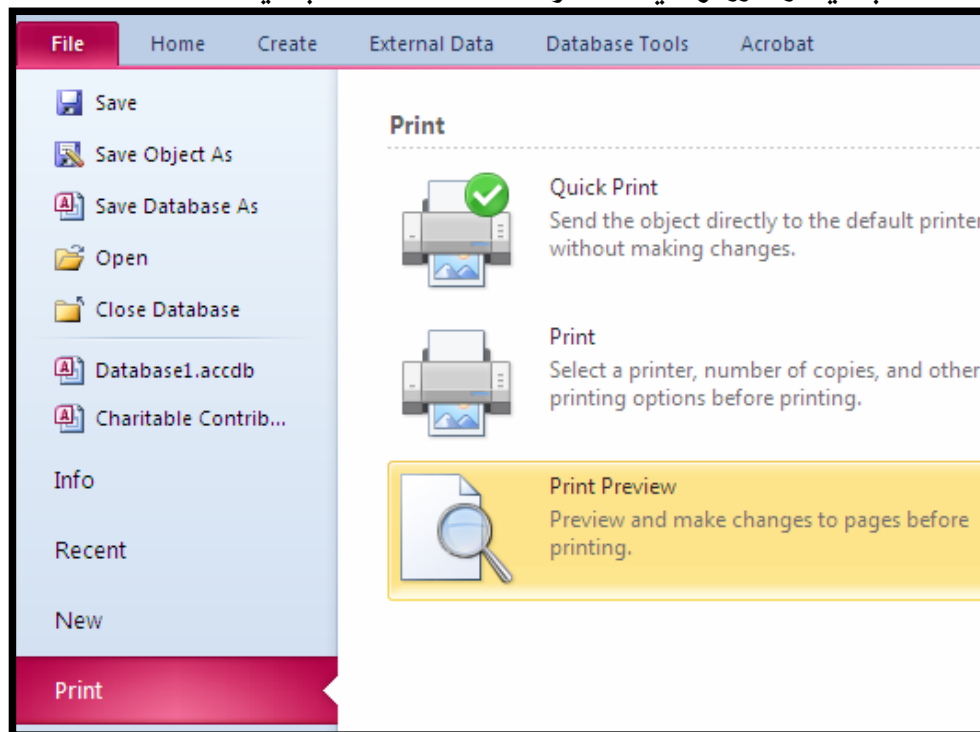 File Home Create External Data Database Tools Acrobat
Save
Save Object As
Save Database As
Open
Close Database
Database1.accdb
Charitable Contrib...
Info
Recent
New
Print
Print
Quick Print
Send the object directly to the default printer
without making changes.
Print
Select a printer, number of copies, and other
printing options before printing.
Print Preview
Preview and make changes to pages before
printing.